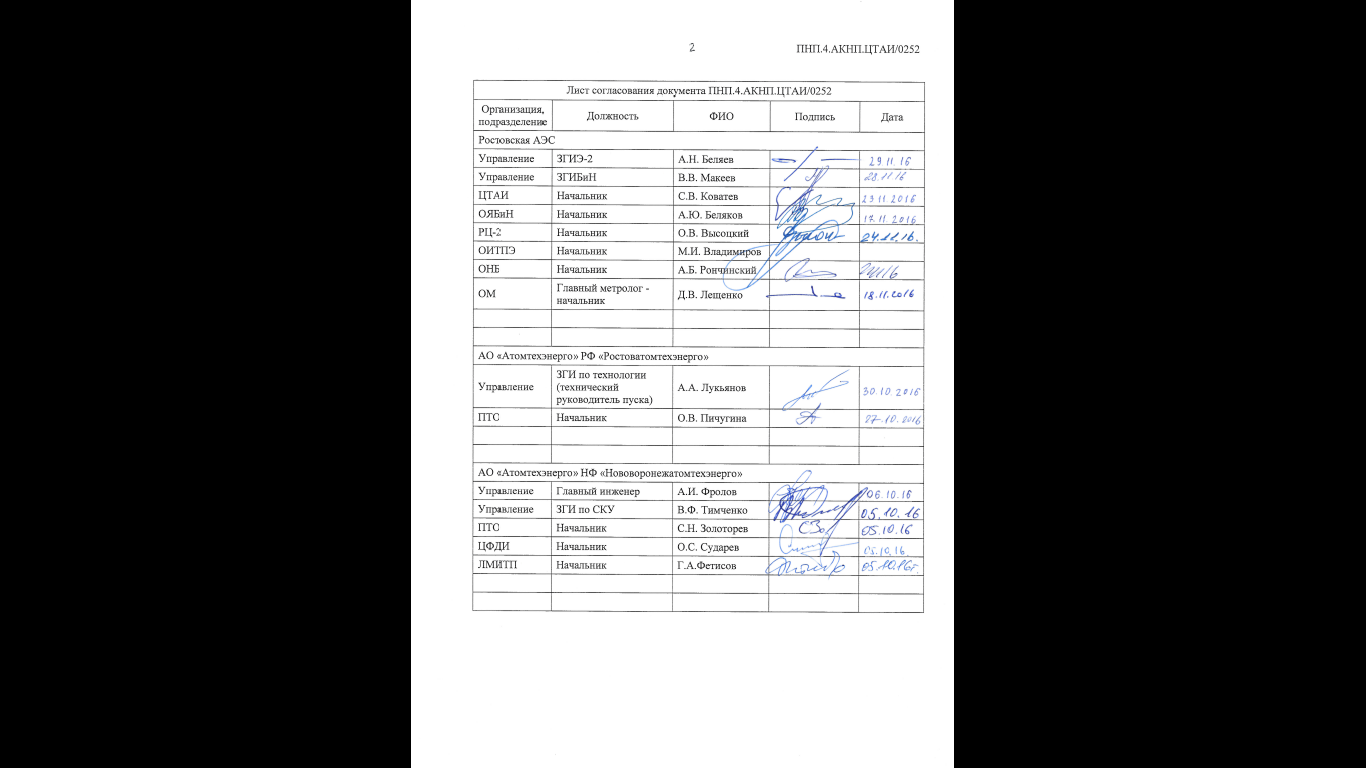 2
ПНП.4.АКНП.ЦТАИ/0252
Лист согласования документа ПНП.4.АКНП.ЦТАИ/0252
Организация, подразделение Должность ФИО Подпись Дата
Ростовская АЭС
Управление ЗГИЭ-2 А.Н. Беляев 29.11.16
Управление ЗГИБиН В.В. Макеев 28.11.16
ЦТАИ Начальник С.В. Коватев 23 11 2016
ОЯБиН Начальник А.Ю. Беляков 17.11.2016
РЦ-2 Начальник О.В. Высоцкий 24.11.16.
ОИТПЭ Начальник М.И. Владимиров
ОНБ Начальник А.Б. Рончинский
ОМ Главный метролог - начальник Д.В. Лещенко 18.11.2016
АО «Атомтехэнерго» РФ «Ростоватомтехэнерго»
Управление ЗГИ по технологии (технический руководитель пуска) А.А. Лукьянов 30.10 2016
ПТС Начальник О.В. Пичугина 27.10.2016
АО «Атомтехэнерго» НФ «Нововоронежатомтехэнерго»
Управление Главный инженер А.И. Фролов 06.10.16
Управление ЗГИ по СКУ В.Ф. Тимченко 05.10.16
ПТС Начальник С.Н. Золоторев 05.10.16
ЦФДИ Начальник О.С. Сударев 05.10.16.
ЛМИТП Начальник Г.А.Фетисов 05.10.16г.